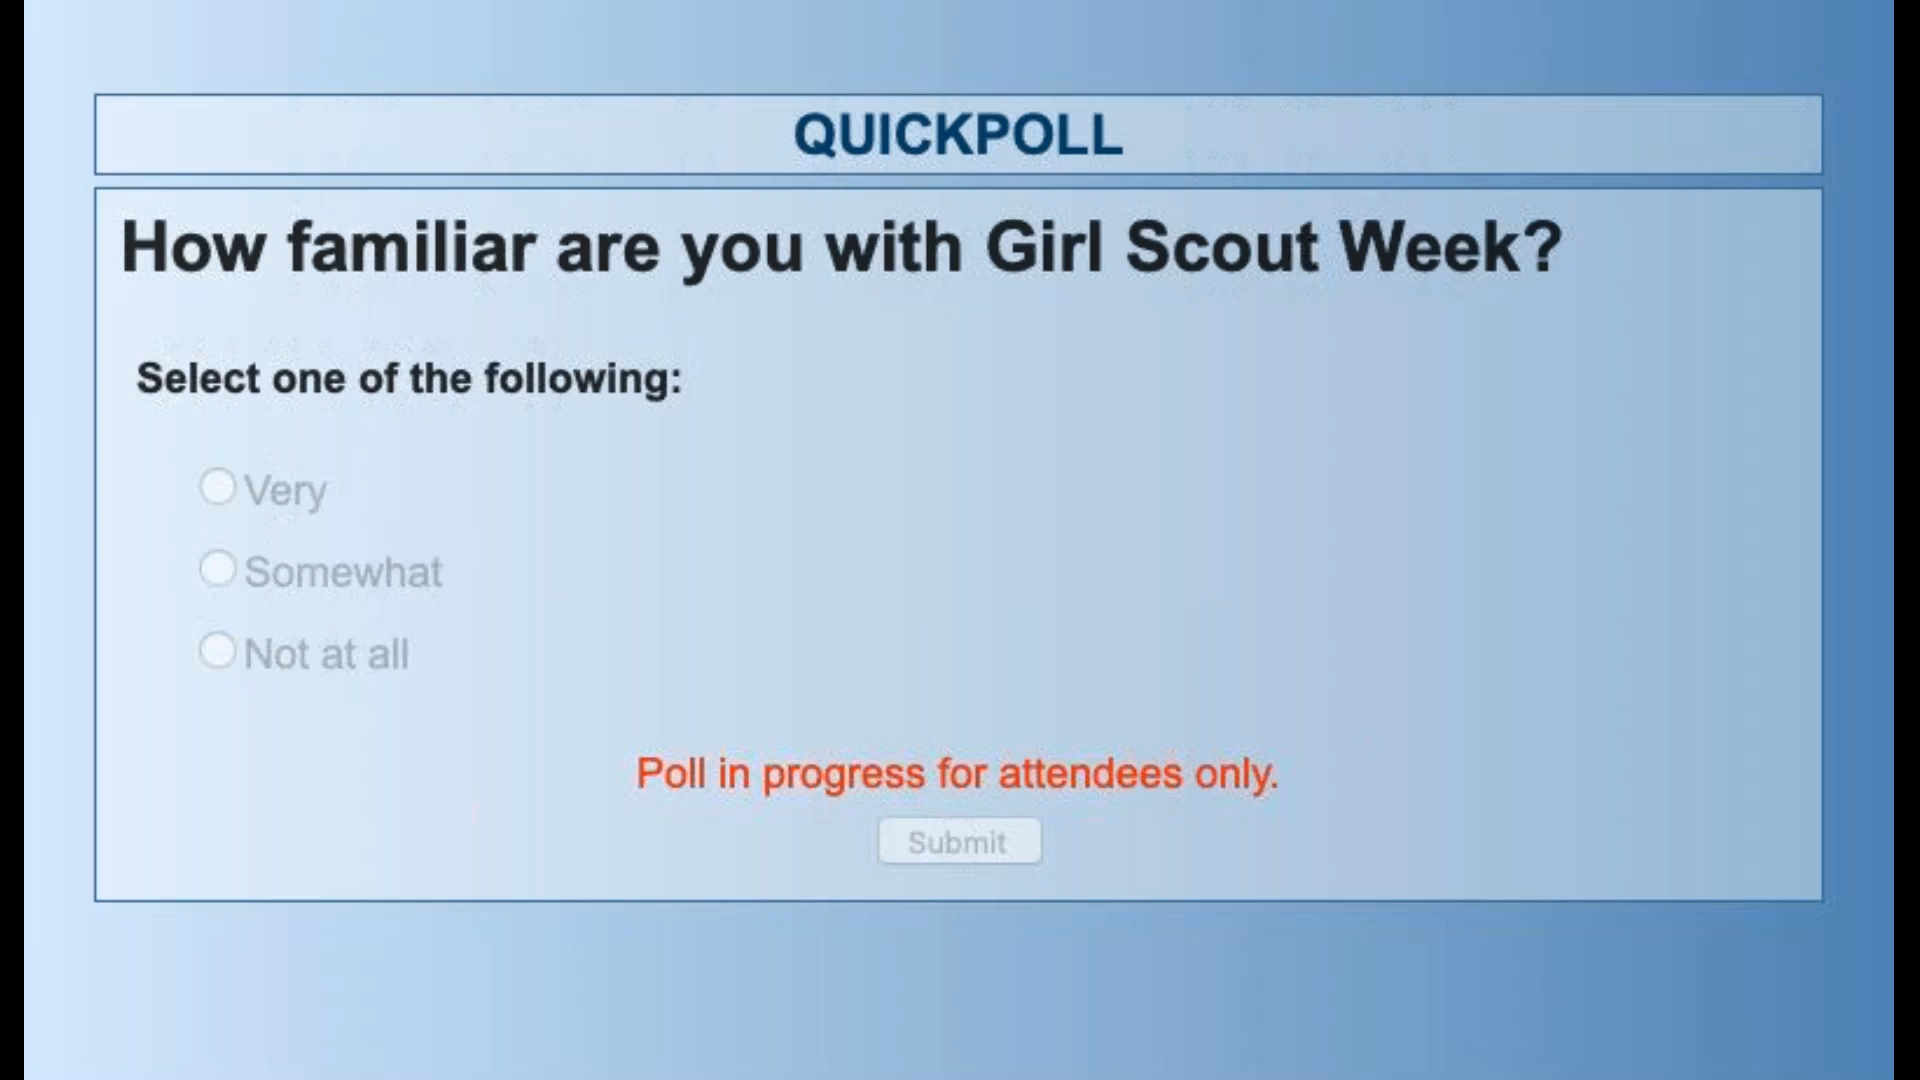 QUICKPOLL
How familiar are you with Girl Scout Week?
Select one of the following:
Very
Somewhat
Not at all
Poll in progress for attendees only.
Submit